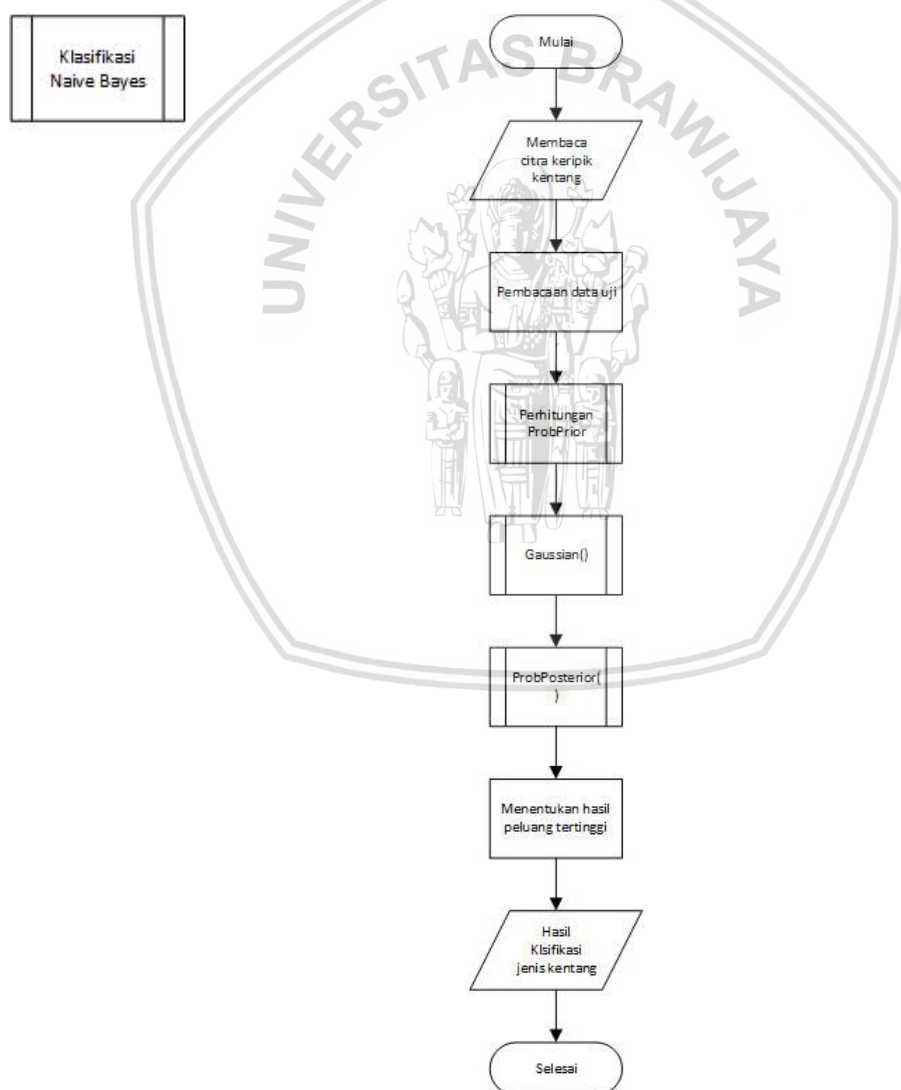 Klasifikasi
Naive Bayes
UNIVERSITAS BRAWIJAYA
Mulai
Membaca
citra keripik
kentang
Pembacaan data uji
Perhitungan
ProbPrior
Gaussian()
ProbPosterior(
)
Menentukan hasil
peluang tertinggi
Hasil
Klsifikasi
jenis kentang
Selesai